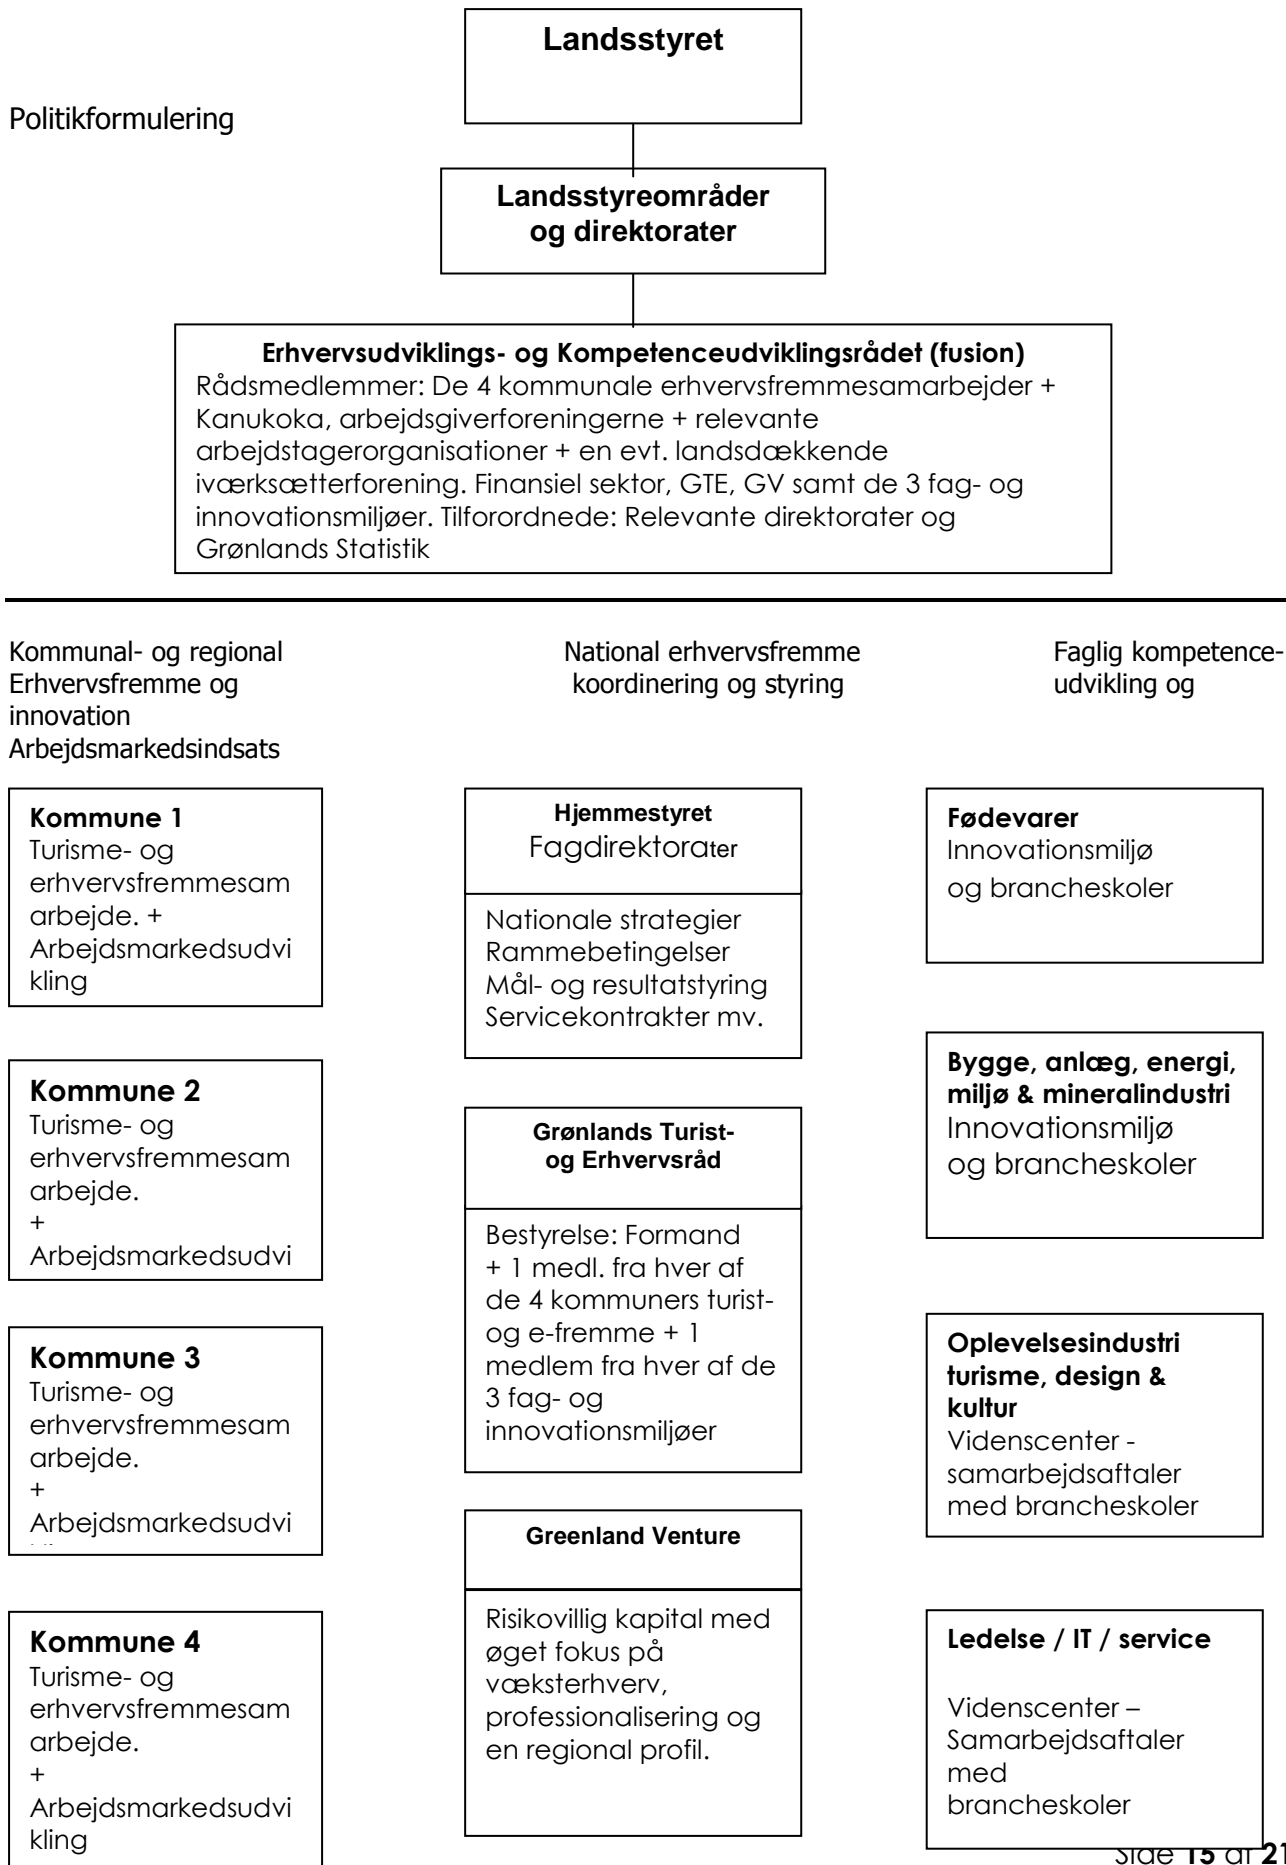 Landsstyret
Politikformulering
Landsstyreområder
og direktorater
Erhvervsudviklings- og Kompetenceudviklingsrådet (fusion)
Rådsmedlemmer: De 4 kommunale erhvervsfremmesamarbejder +
Kanukoka, arbejdsgiverforeningerne + relevante
arbejdstagerorganisationer + en evt. landsdækkende
iværksætterforening. Finansiel sektor, GTE, GV samt de 3 fag- og
innovationsmiljøer. Tilforordnede: Relevante direktorater og
Grønlands Statistik
Kommunal- og regional
Erhvervsfremme og
innovation
Arbejdsmarkedsindsats
National erhvervsfremme
koordinering og styring
Faglig kompetence-
udvikling og
Kommune 1
Turisme- og
erhvervsfremmesam
arbejde. +
Arbejdsmarkedsudvi
kling
Kommune 2
Turisme- og
erhvervsfremmesam
arbejde.
+
Arbejdsmarkedsudvi
Kommune 3
Turisme- og
erhvervsfremmesam
arbejde.
+
Arbejdsmarkedsudvi
Kommune 4
Turisme- og
erhvervsfremmesam
arbejde.
+
Arbejdsmarkedsudvi
kling
Hjemmestyret
Fagdirektorater
Nationale strategier
Rammebetingelser
Mål- og resultatstyring
Servicekontrakter mv.
Grønlands Turist-
og Erhvervsråd
Bestyrelse: Formand
+ 1 medl. fra hver af
de 4 kommuners turist-
og e-fremme + 1
medlem fra hver af de
3 fag- og
innovationsmiljøer
Greenland Venture
Risikovillig kapital med
øget fokus på
væksterhverv,
professionalisering og
en regional profil.
Fødevarer
Innovationsmiljø
og brancheskoler
Bygge, anlæg, energi,
miljø & mineralindustri
Innovationsmiljø
og brancheskoler
Oplevelsesindustri
turisme, design &
kultur
Videnscenter -
samarbejdsaftaler
med brancheskoler
Ledelse / IT / service
Videnscenter –
Samarbejdsaftaler
med
brancheskoler
Side 15 af 21